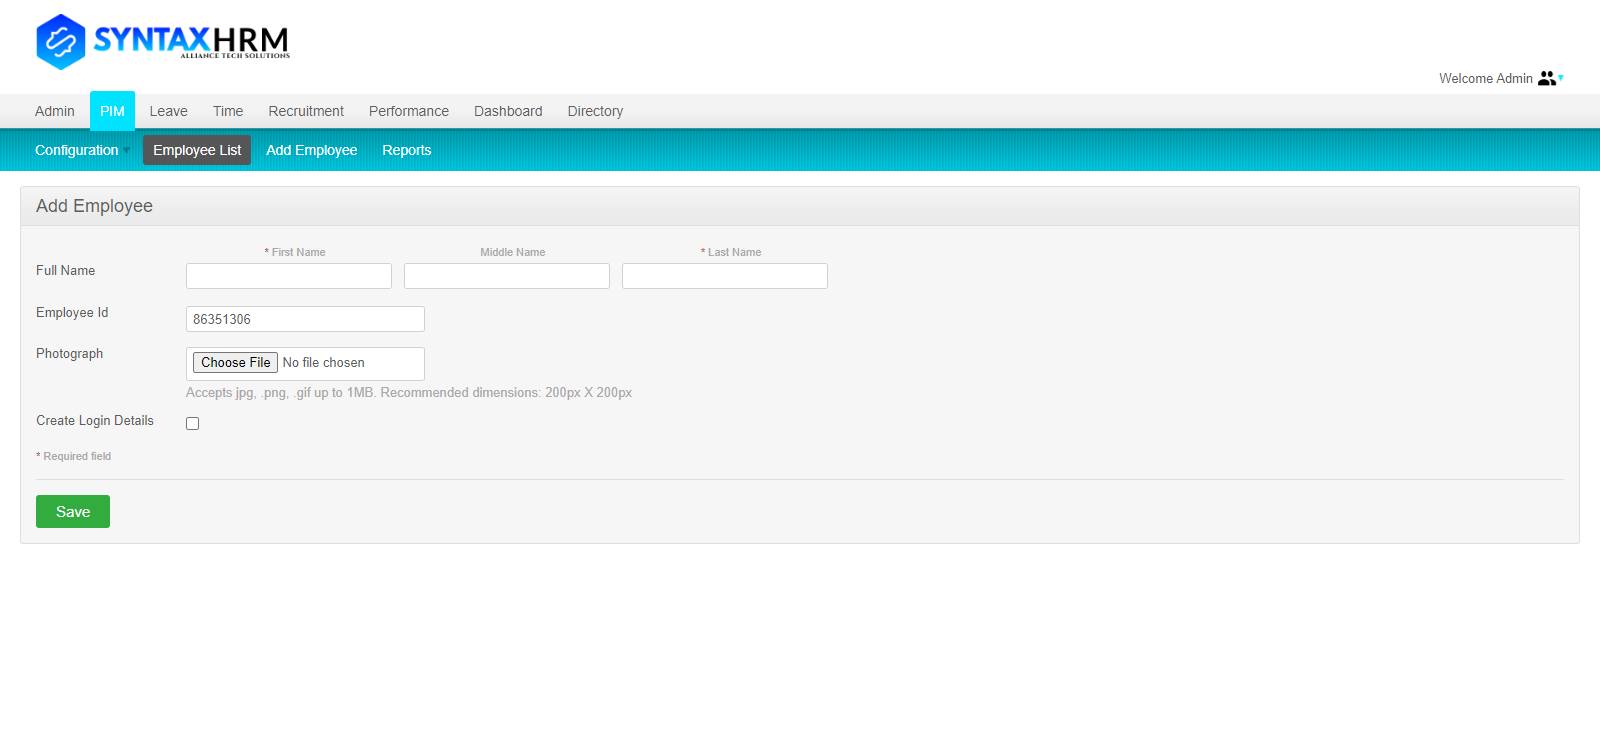 SYNTAXHRM
ALLIANCE TECH SOLUTIONS
Welcome Admin
Admin PIM Leave Time Recruitment Performance Dashboard Directory
Configuration Employee List Add Employee Reports
Add Employee
* First Name Middle Name * Last Name
Full Name
Employee Id 86351306
Photograph Choose File No file chosen
Accepts jpg, .png, .gif up to 1MB. Recommended dimensions: 200px X 200px
Create Login Details
* Required field
Save